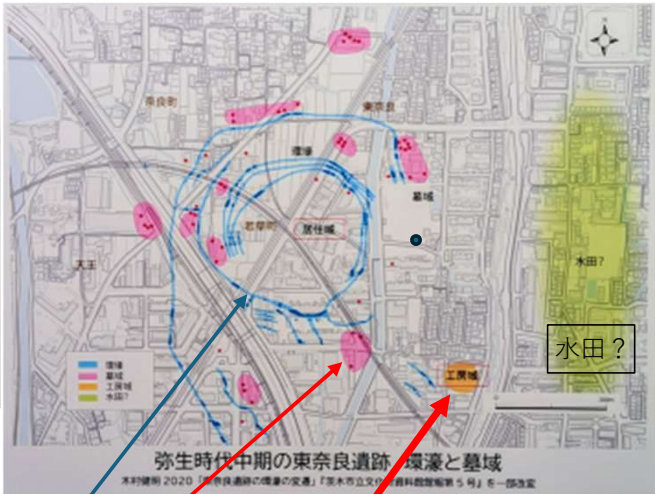 奈良町
東奈良
環濠
墓域
若草町
居住域
天王
水田?
水田？
環濠
墓域
工房域
水田?
工房域
弥生時代中期の東奈良遺跡 環濠と墓域
木村健明 2020「東奈良遺跡の環濠の変遷」『茨木市立文化財資料館館報第5号』を一部改変